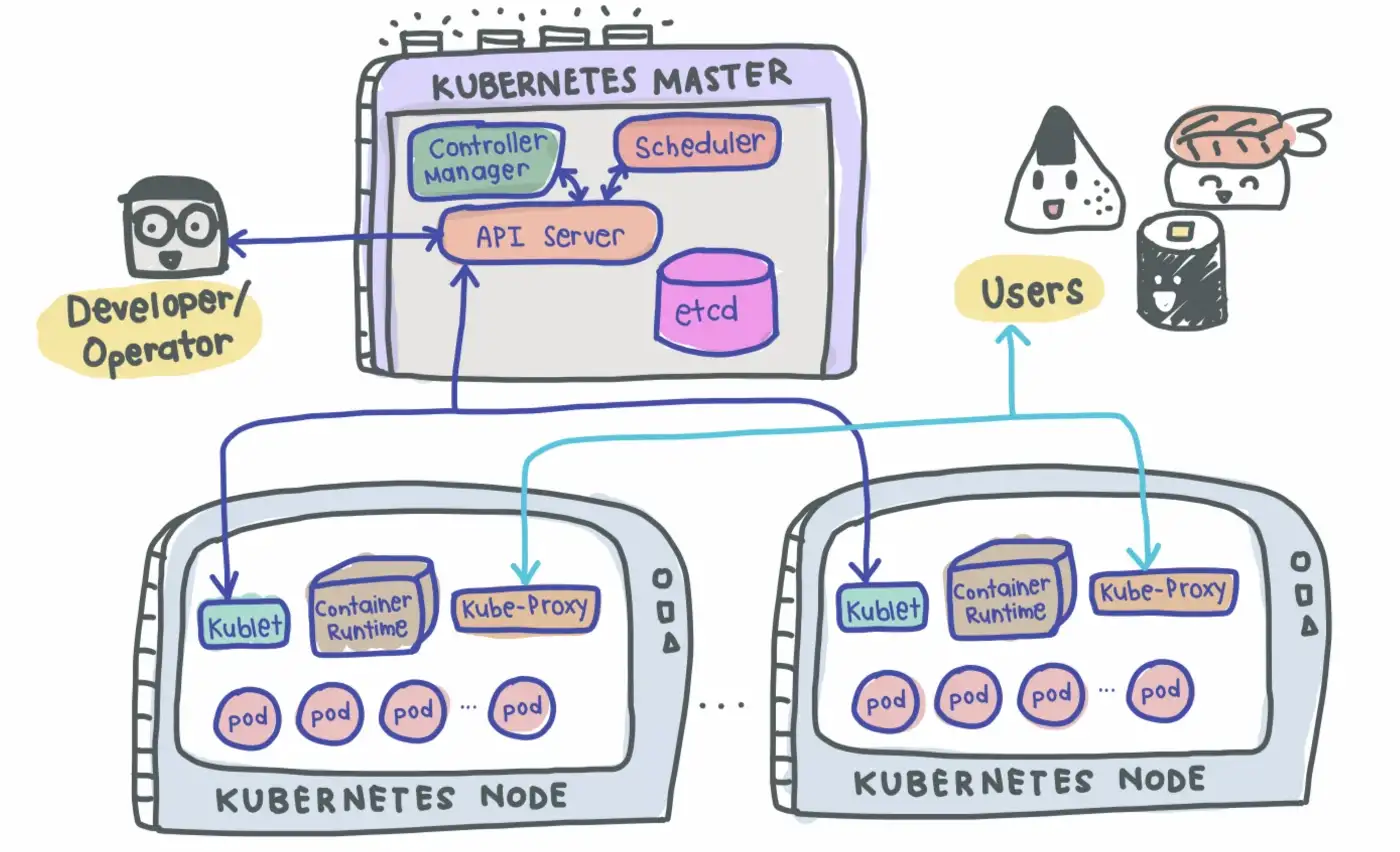 KUBERNETES MASTER
Controller
Manager
Scheduler
API Server
etcd
Developer/
Operator
Users
Kublet
Container
Runtime
Kube-Proxy
pod pod pod ... pod
KUBERNETES NODE
...
Kublet
Container
Runtime
Kube-Proxy
pod pod pod ... pod
KUBERNETES NODE